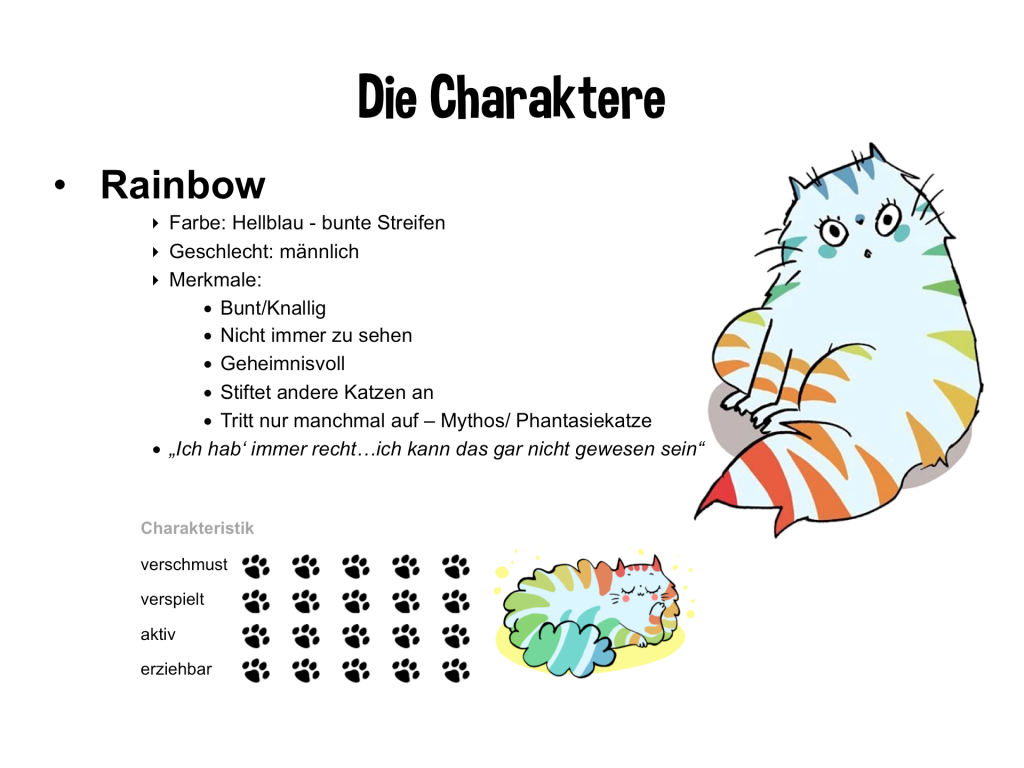 Die Charaktere
• Rainbow
‣ Farbe: Hellblau - bunte Streifen
‣ Geschlecht: männlich
‣ Merkmale:
• Bunt/Knallig
• Nicht immer zu sehen
• Geheimnisvoll
• Stiftet andere Katzen an
• Tritt nur manchmal auf – Mythos/ Phantasiekatze
• „Ich hab‘ immer recht…ich kann das gar nicht gewesen sein“
Charakteristik
verschmust
verspielt
aktiv
erziehbar